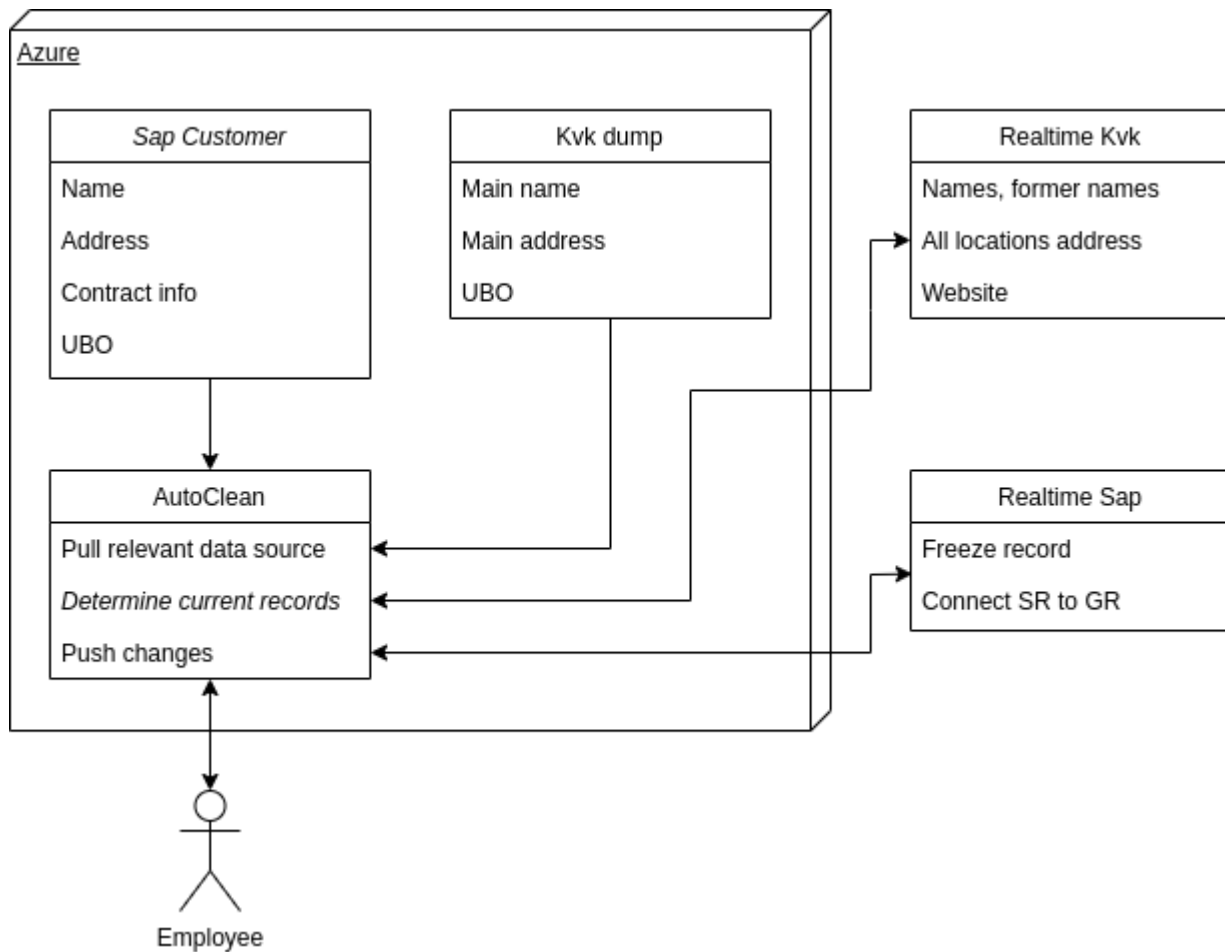 Azure
Sap Customer
Name
Address
Contract info
UBO
Kvk dump
Main name
Main address
UBO
Realtime Kvk
Names, former names
All locations address
Website
AutoClean
Pull relevant data source
Determine current records
Push changes
Realtime Sap
Freeze record
Connect SR to GR
Employee